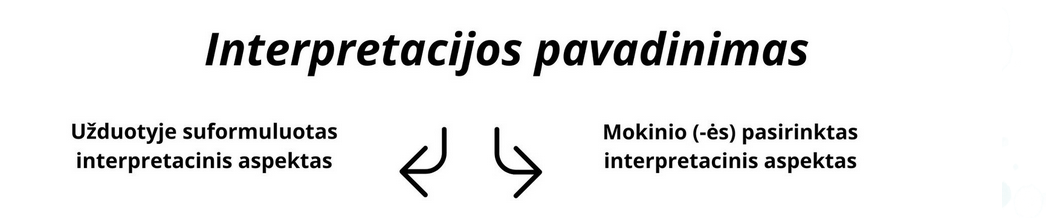 Interpretacijos pavadinimas
Užduotyje suformuluotas
interpretacinis aspektas
Mokinio (-ės) pasirinktas
interpretacinis aspektas